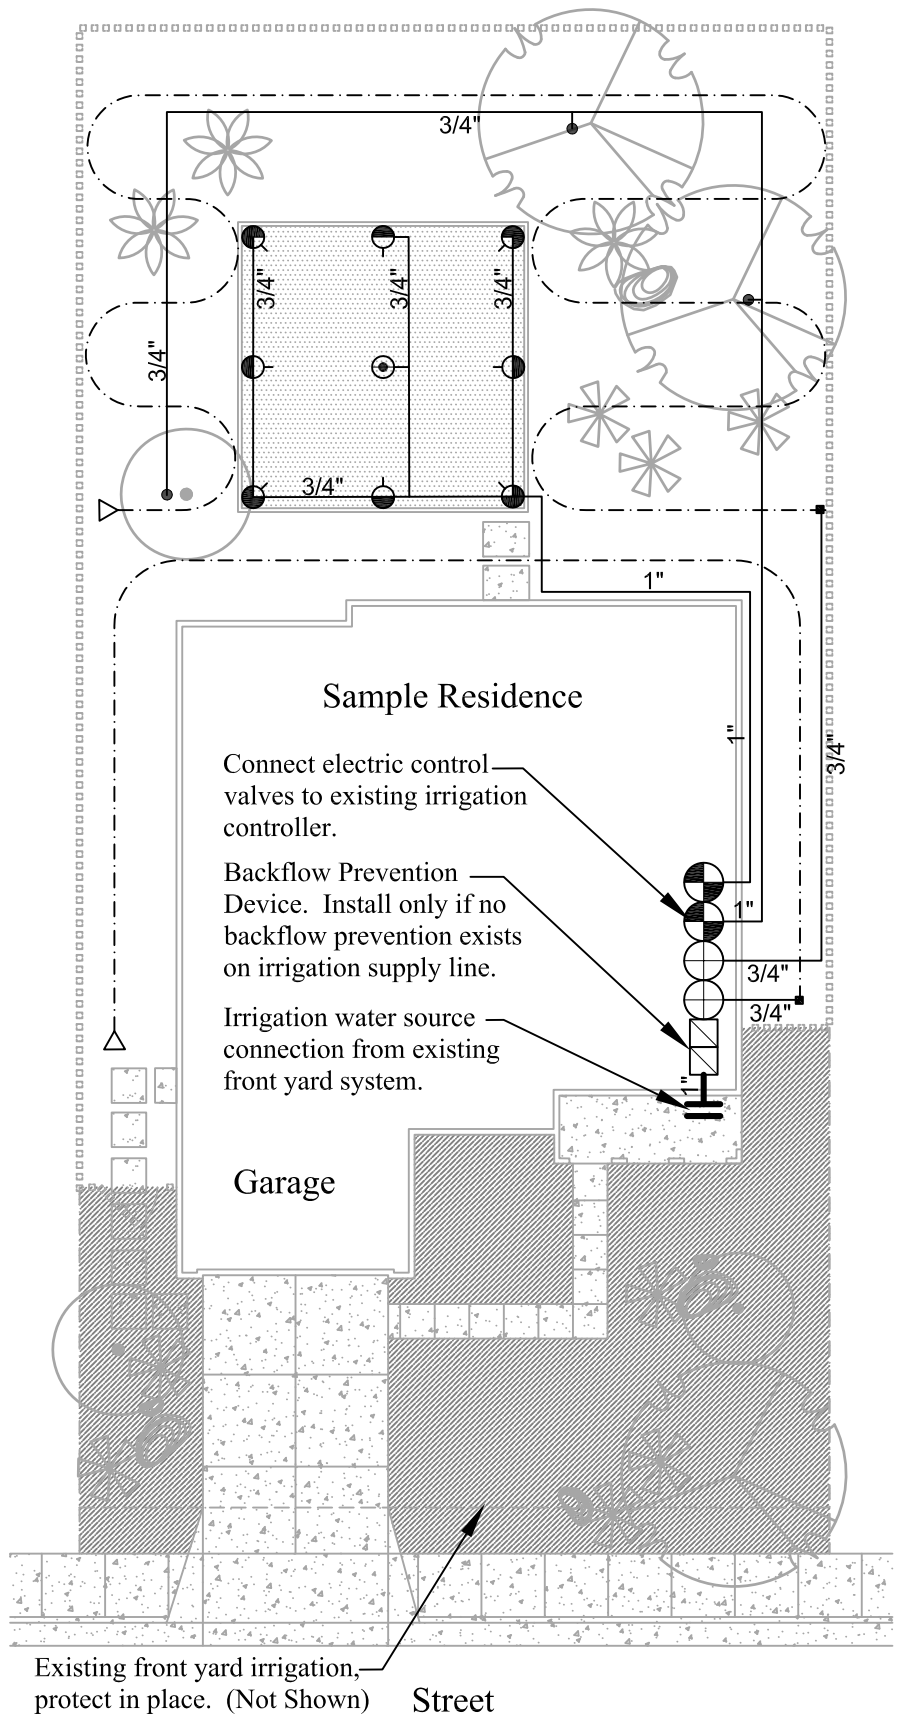 3/4"
3/4"
3/4"
3/4"
3/4"
3/4"
1"
Sample Residence
1"
3/4"
Connect electric control
valves to existing irrigation
controller.
Backflow Prevention
Device.  Install only if no
backflow prevention exists
on irrigation supply line.
1"
3/4"
3/4"
Irrigation water source
connection from existing
front yard system.
1"
Garage
Existing front yard irrigation,
protect in place.  (Not Shown)
Street